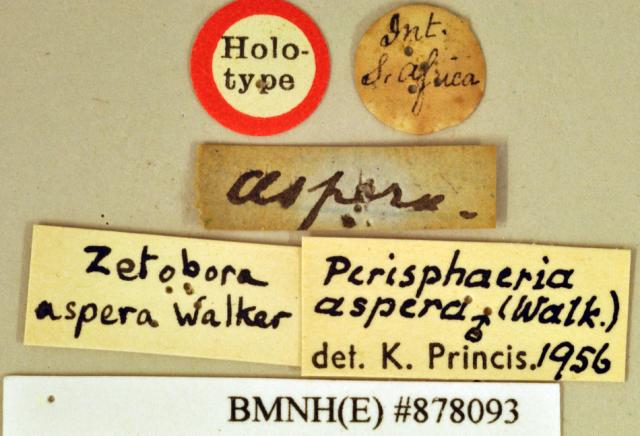 Holo-
type
Int.
S. Africa
aspera.
Zetobora
aspera Walker
Perisphaeria
aspera ♂ (Walk.)
det. K. Princis. 1956
BMNH(E) #878093